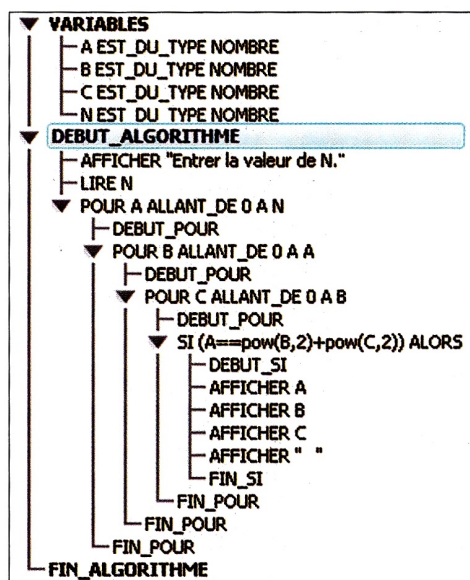 VARIABLES
A EST_DU_TYPE NOMBRE
B EST_DU_TYPE NOMBRE
C EST_DU_TYPE NOMBRE
N EST_DU_TYPE NOMBRE
DEBUT_ALGORITHME
AFFICHER "Entrer la valeur de N."
LIRE N
POUR A ALLANT_DE 0 A N
DEBUT_POUR
POUR B ALLANT_DE 0 A A
DEBUT_POUR
POUR C ALLANT_DE 0 A B
DEBUT_POUR
SI (A==pow(B,2)+pow(C,2)) ALORS
DEBUT_SI
AFFICHER A
AFFICHER B
AFFICHER C
AFFICHER "  "
FIN_SI
FIN_POUR
FIN_POUR
FIN_POUR
FIN_ALGORITHME